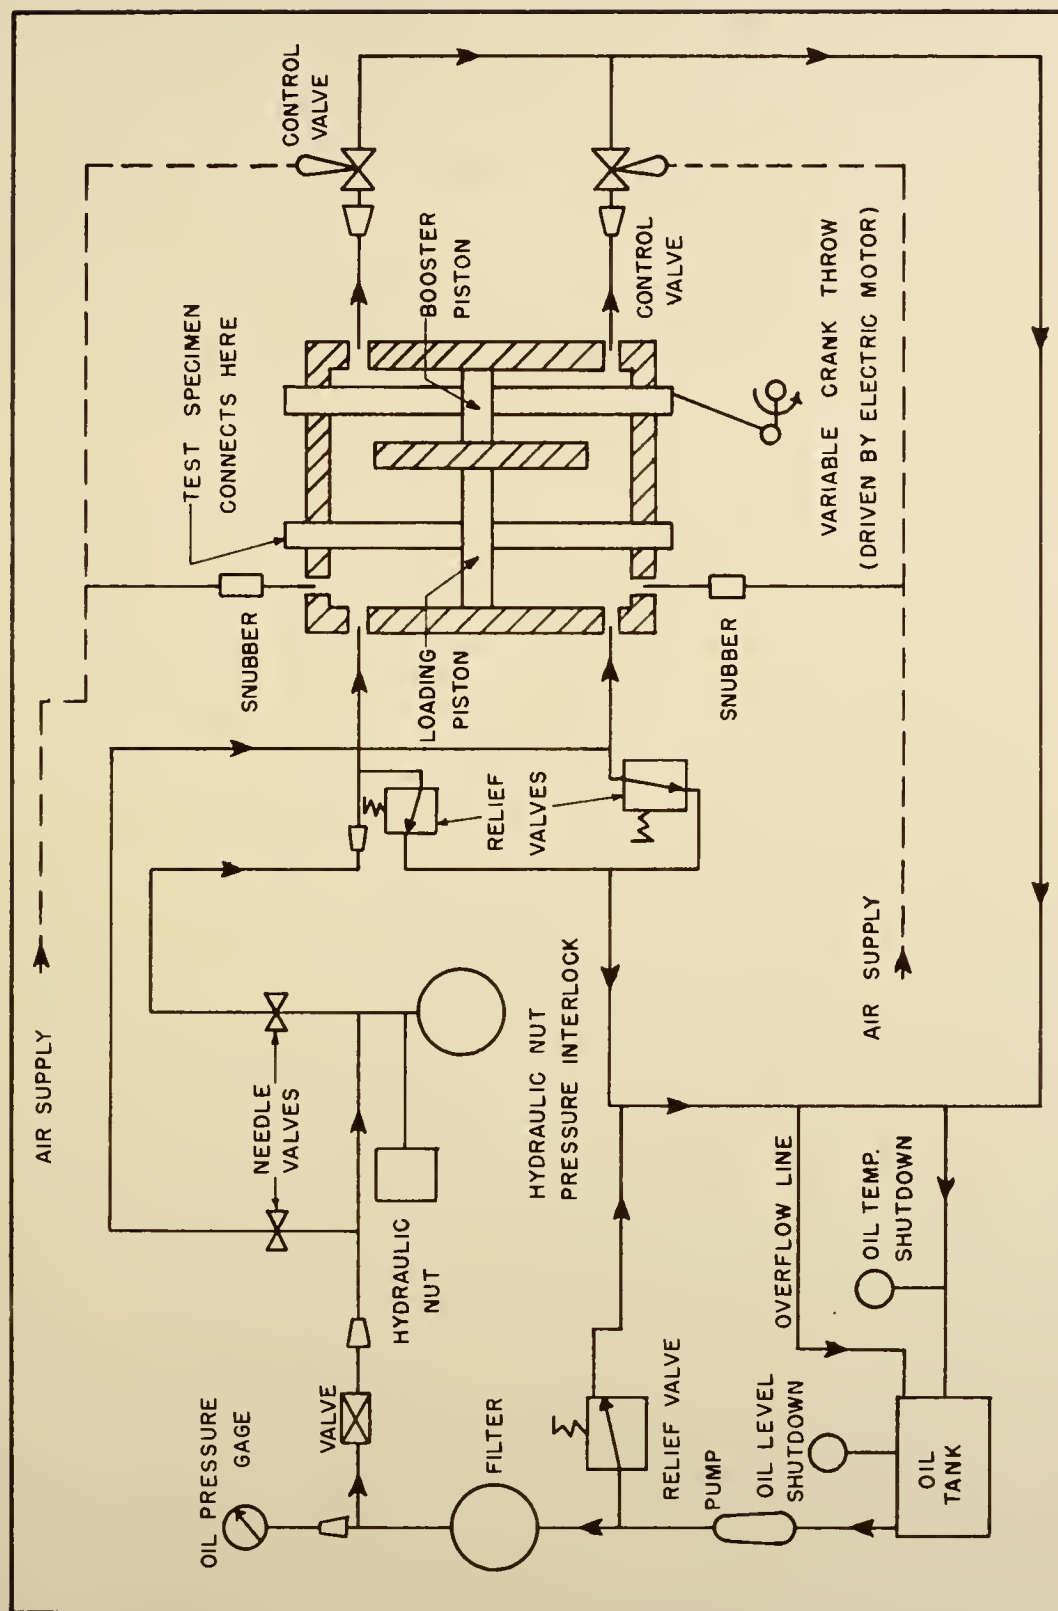 AIR SUPPLY
NEEDLE
VALVES
OIL PRESSURE
GAGE
VALVE
HYDRAULIC
NUT
FILTER
HYDRAULIC NUT
PRESSURE INTERLOCK
RELIEF VALVE
PUMP
OIL LEVEL
SHUTDOWN
OIL
TANK
OVERFLOW LINE
OIL TEMP.
SHUTDOWN
AIR SUPPLY
TEST SPECIMEN
CONNECTS HERE
SNUBBER
CONTROL
VALVE
LOADING
PISTON
BOOSTER
PISTON
RELIEF
VALVES
CONTROL
VALVE
SNUBBER
VARIABLE CRANK THROW
(DRIVEN BY ELECTRIC MOTOR)